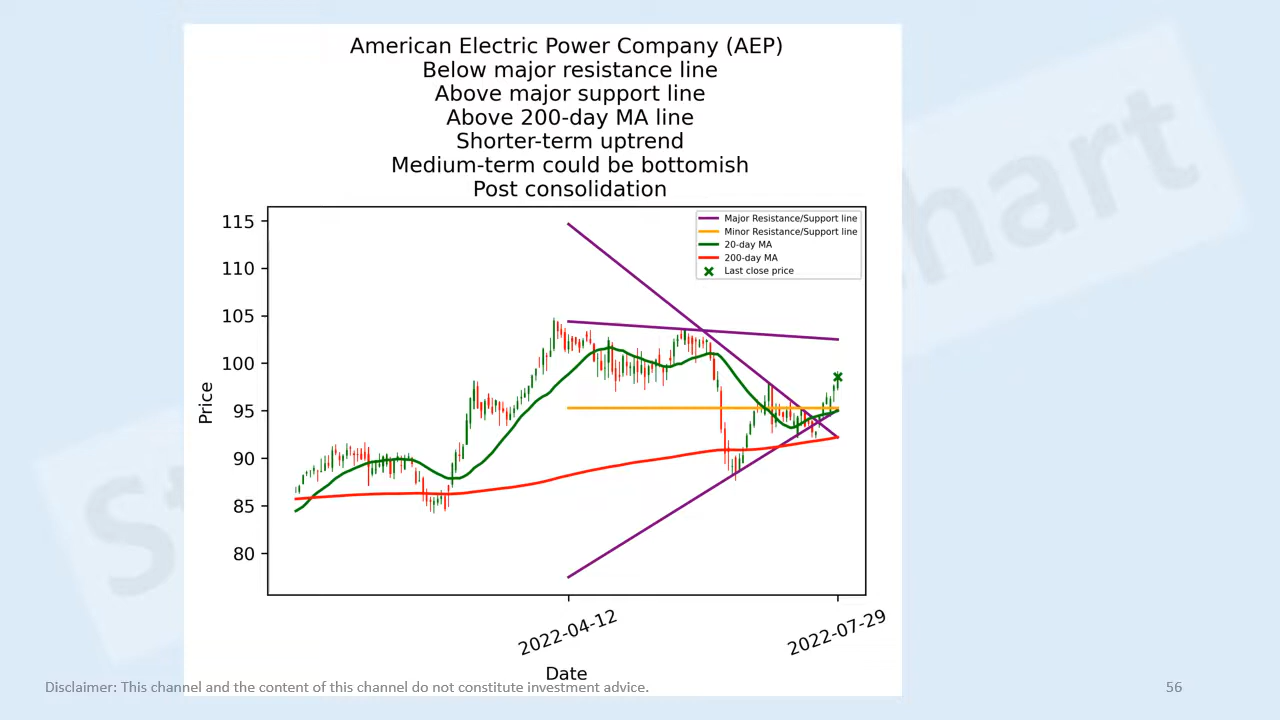 American Electric Power Company (AEP)
Below major resistance line
Above major support line
Above 200-day MA line
Shorter-term uptrend
Medium-term could be bottomish
Post consolidation
Major Resistance/Support line
Minor Resistance/Support line
20-day MA
200-day MA
Last close price
115
110
105
100
95
90
85
80
Price
2022-04-12
2022-07-29
Date
Disclaimer: This channel and the content of this channel do not constitute investment advice.
56
St
hart